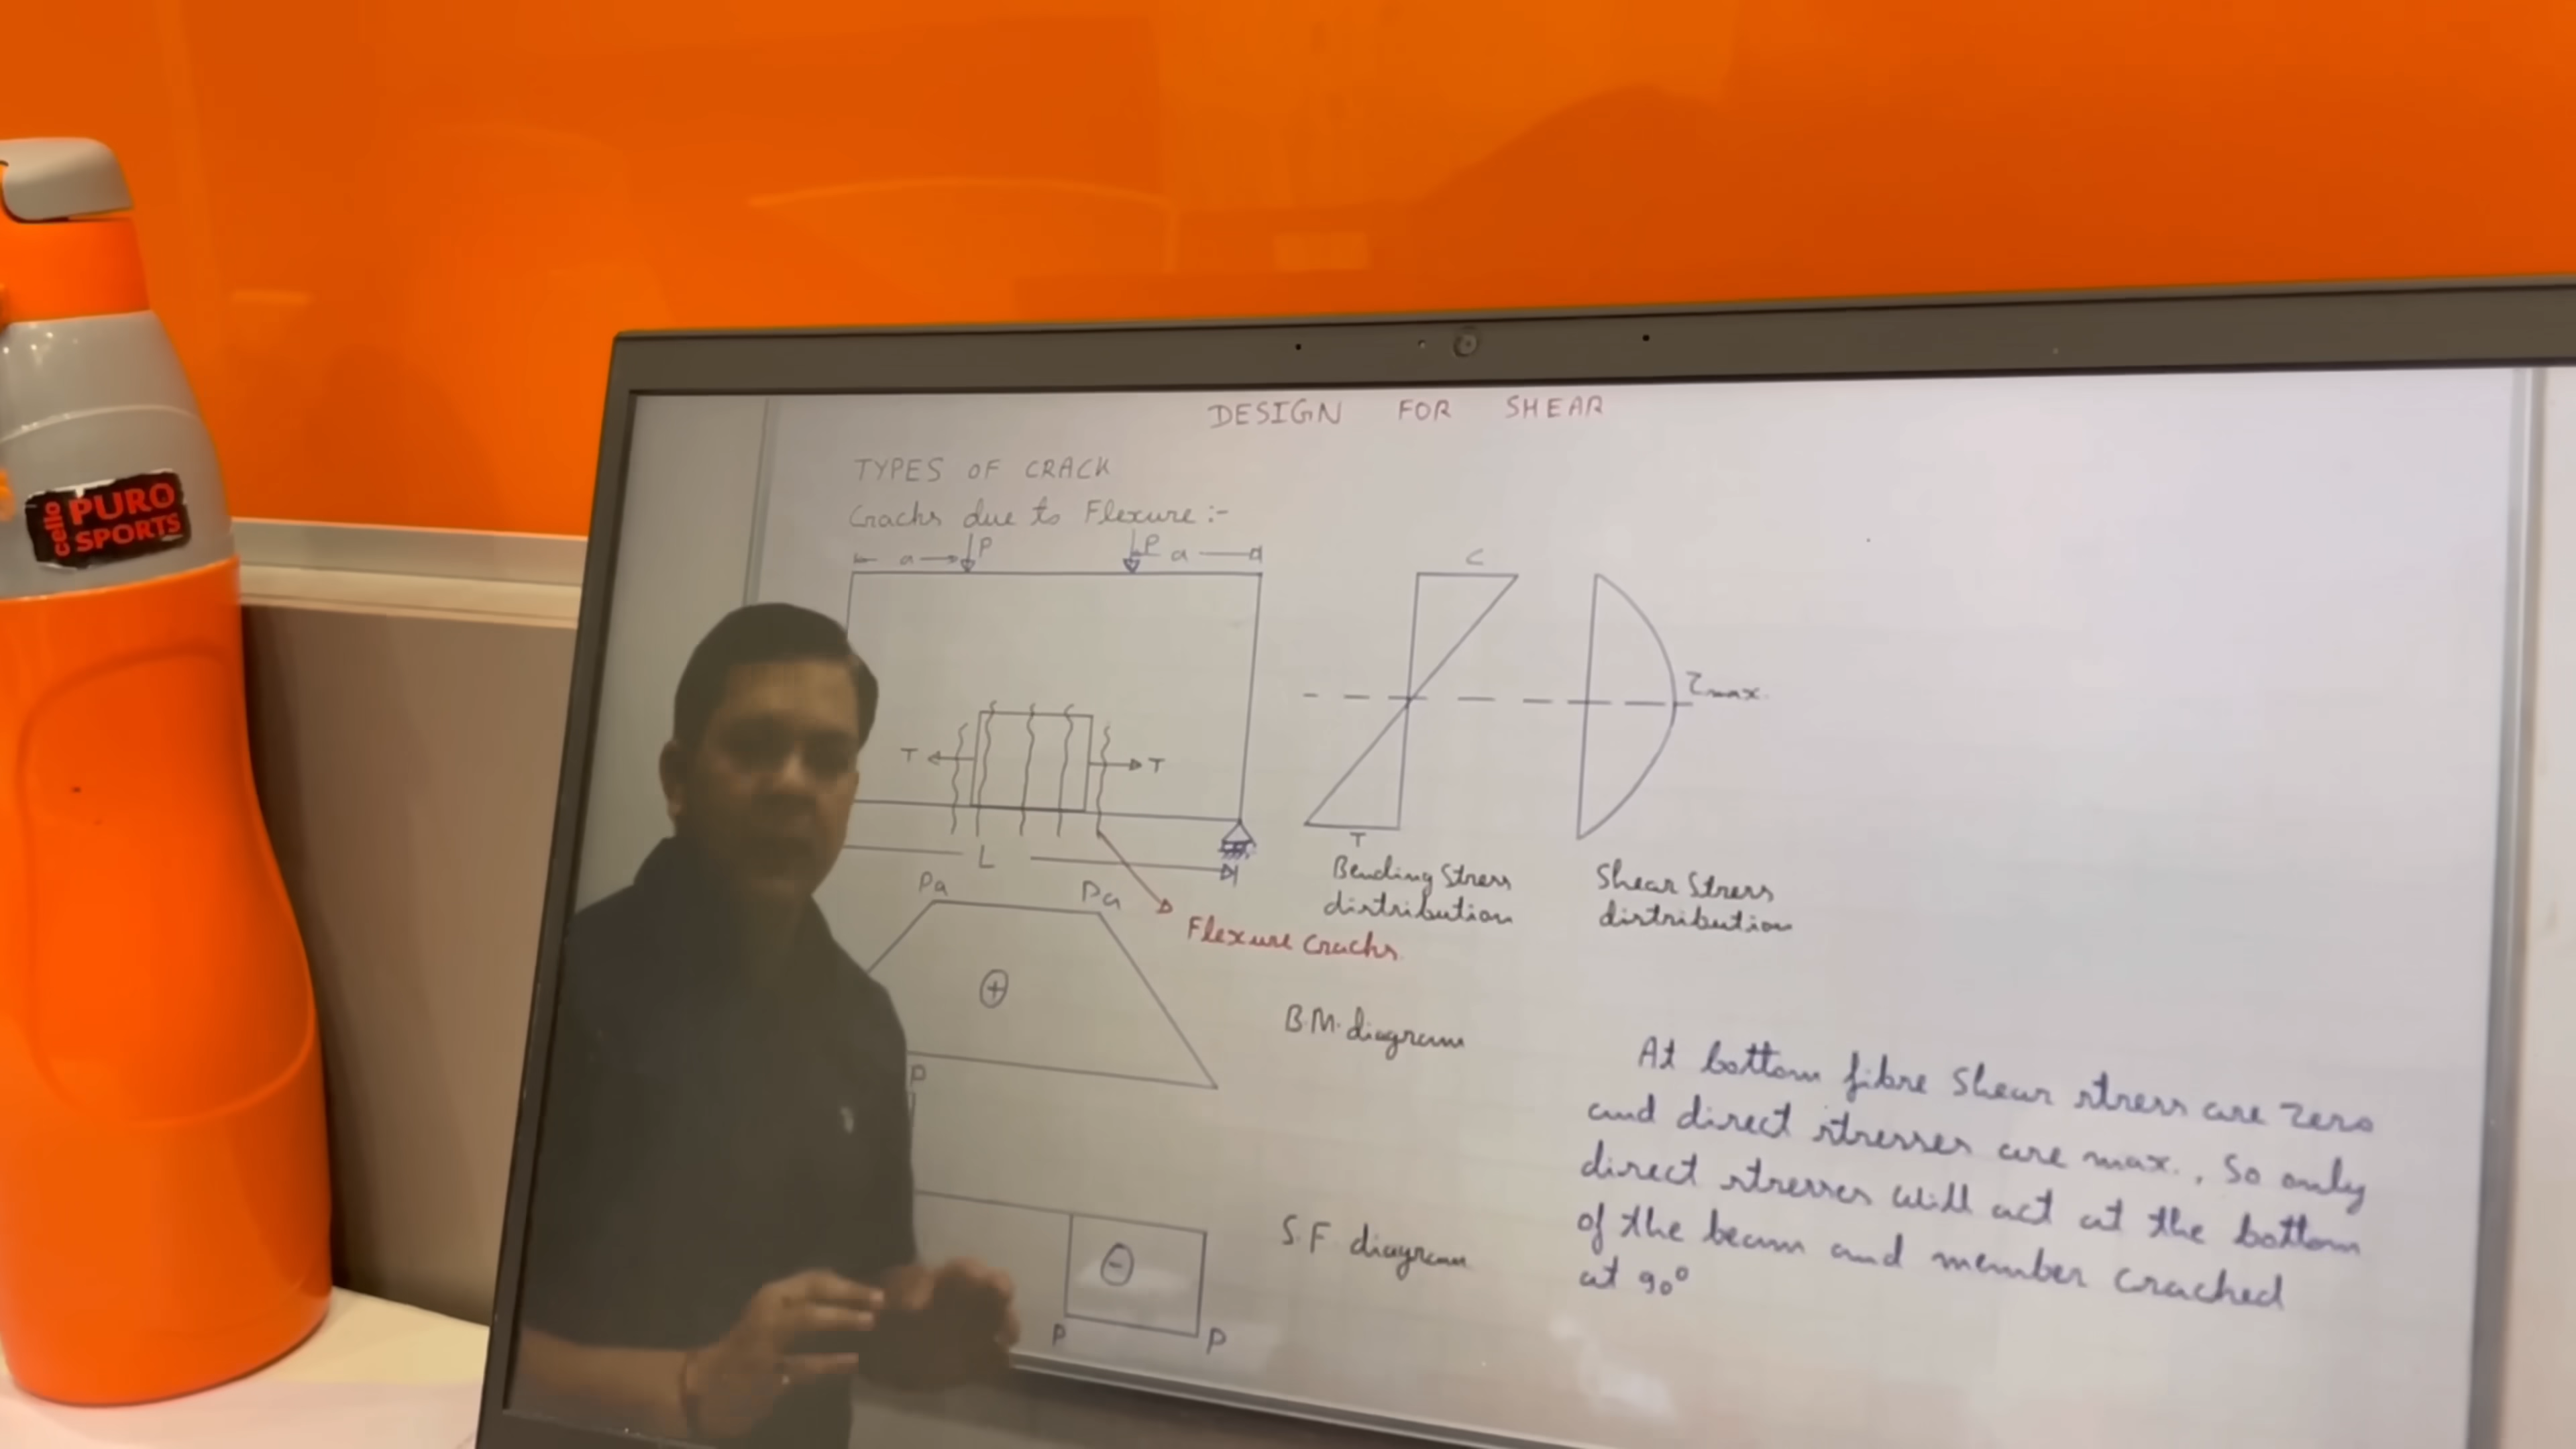 cello
PURO
SPORTS
DESIGN FOR SHEAR
TYPES OF CRACK
Cracks due to Flexure :-
a P P a
C
τmax.
T T
T
L
Bending Stress
distribution
Shear Stress
distribution
Pa Pa
Flexure Cracks.
+
B.M. diagram
P
At bottom fibre Shear stress are Zero
and direct stresses are max., So only
direct stresses will act at the bottom
of the beam and member cracked
at 90°
S.F. diagram
-
P P